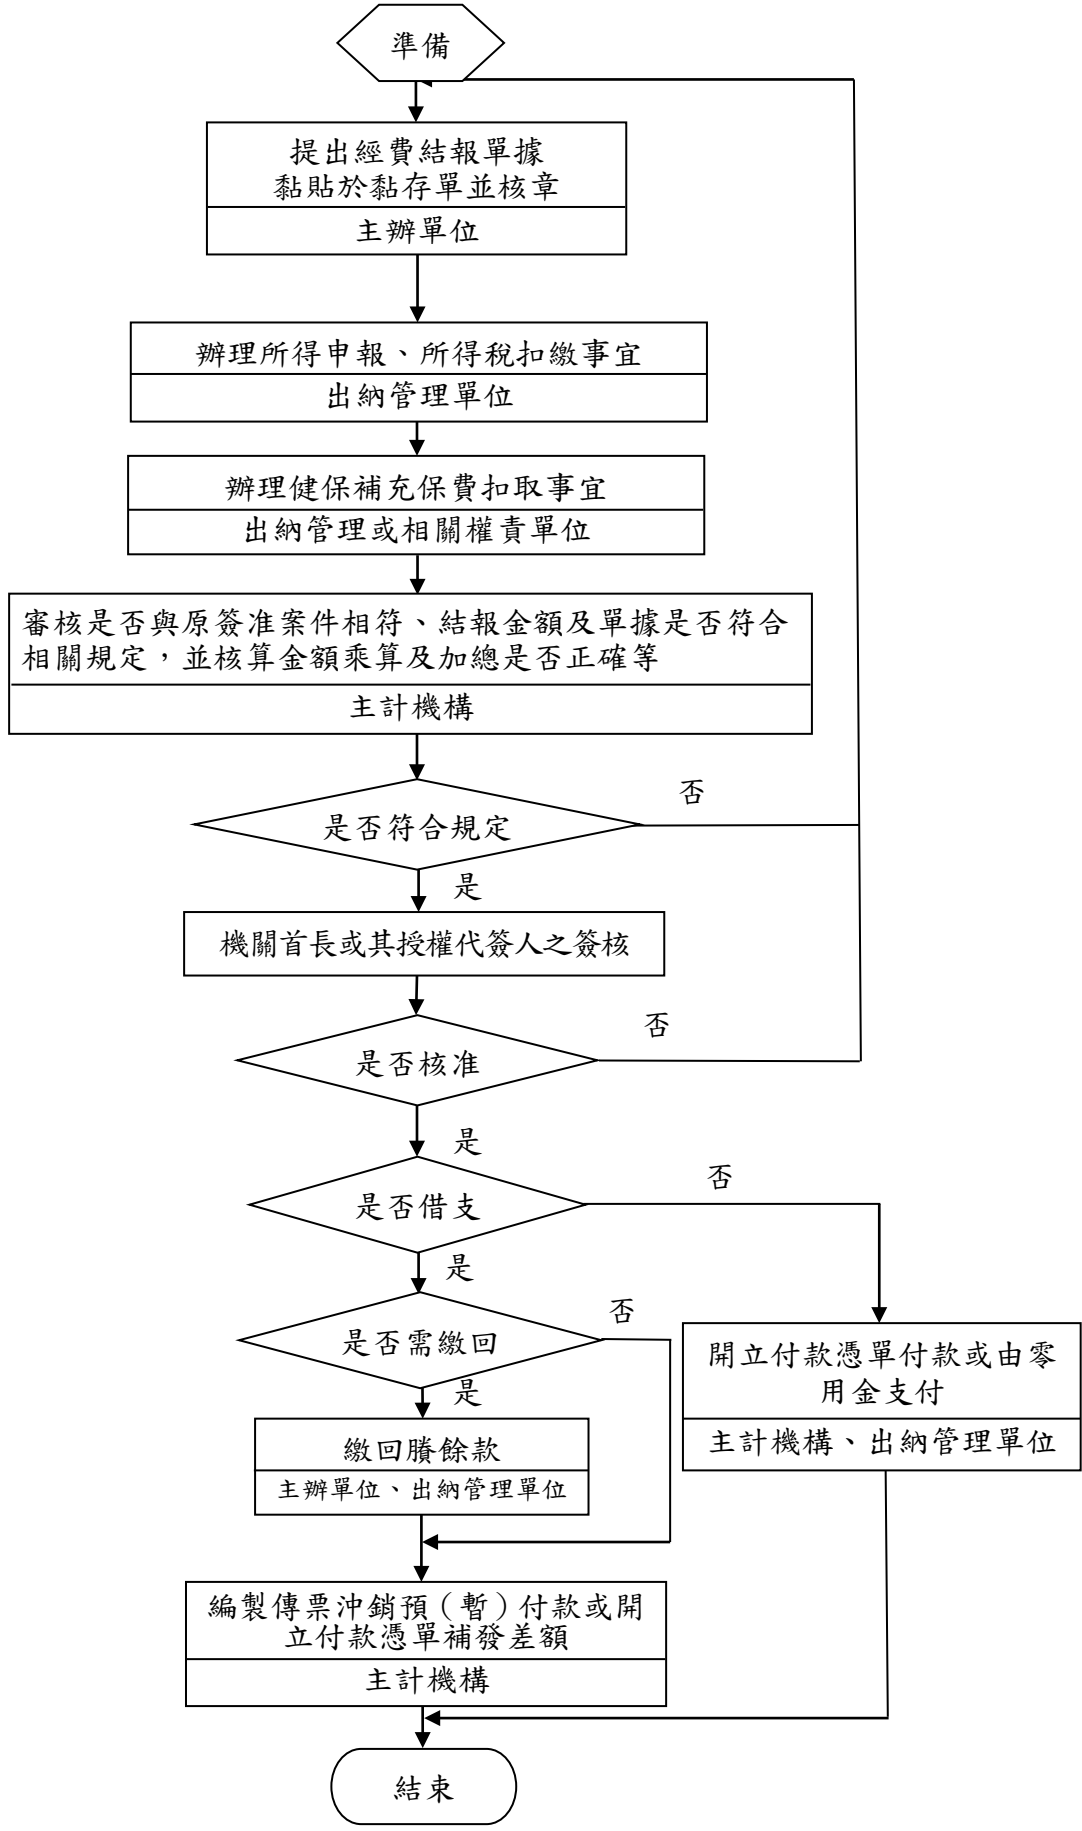 準備
提出經費結報單據
黏貼於黏存單並核章
主辦單位
辦理所得申報、所得稅扣繳事宜
出納管理單位
辦理健保補充保費扣取事宜
出納管理或相關權責單位
審核是否與原簽准案件相符、結報金額及單據是否符合
相關規定，並核算金額乘算及加總是否正確等
主計機構
否
是否符合規定
是
機關首長或其授權代簽人之簽核
否
是否核准
是
否
是否借支
是
否
是否需繳回
開立付款憑單付款或由零
用金支付
主計機構、出納管理單位
是
繳回賸餘款
主辦單位、出納管理單位
編製傳票沖銷預（暫）付款或開
立付款憑單補發差額
主計機構
結束